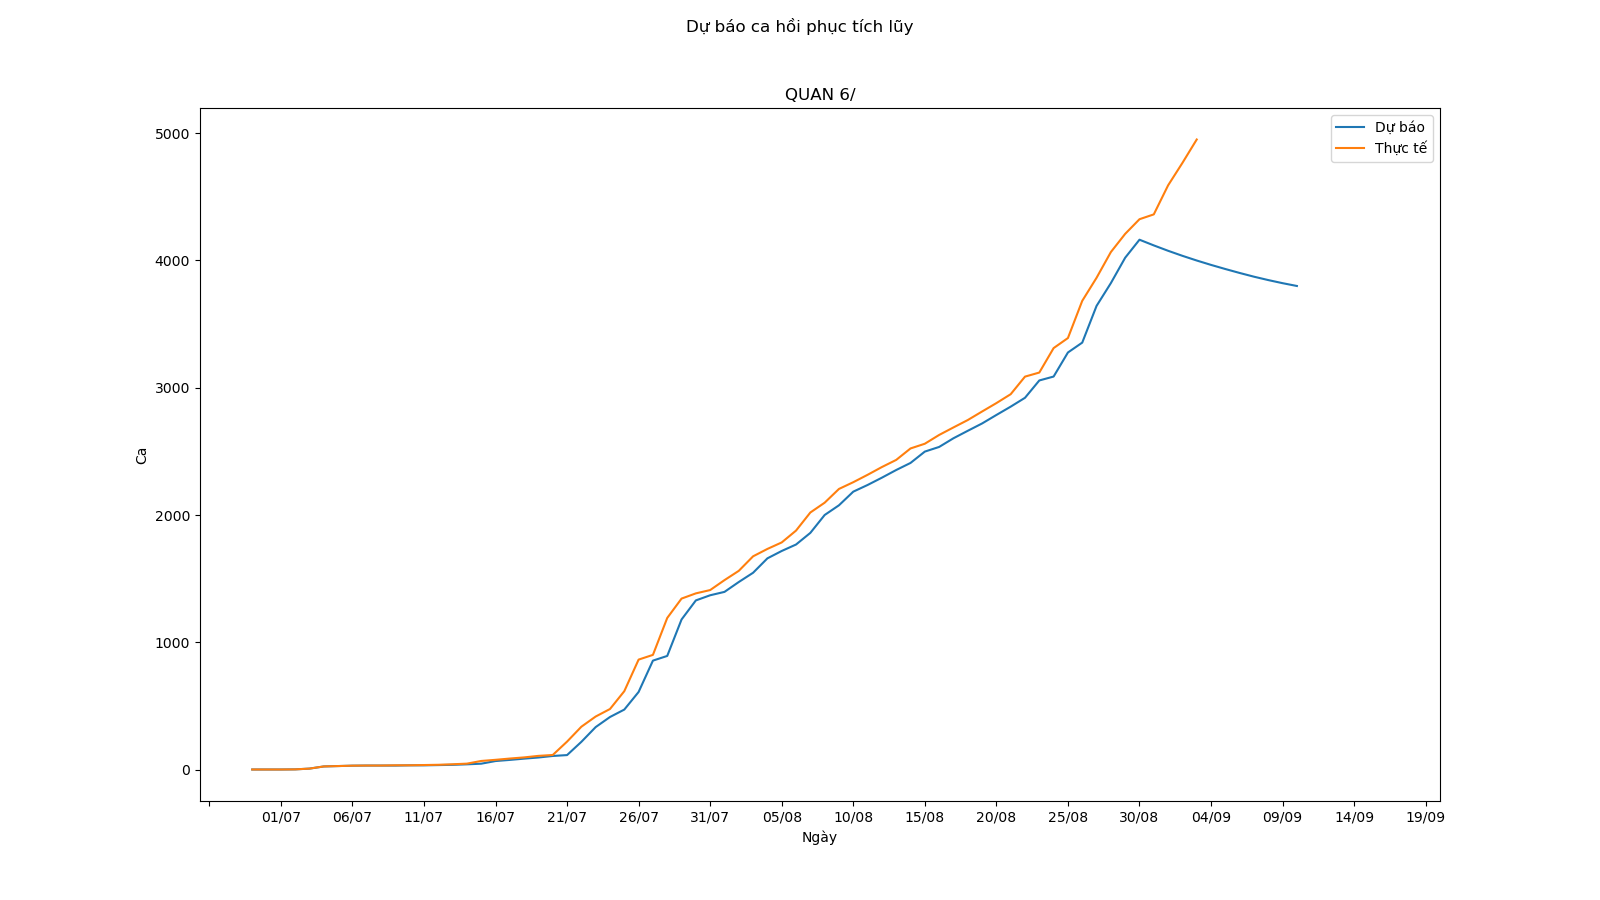 Dự báo ca hồi phục tích lũy
QUAN 6/
Dự báo
Thực tế
5000
4000
3000
2000
1000
0
Ca
01/07 06/07 11/07 16/07 21/07 26/07 31/07 05/08 10/08 15/08 20/08 25/08 30/08 04/09 09/09 14/09 19/09
Ngày